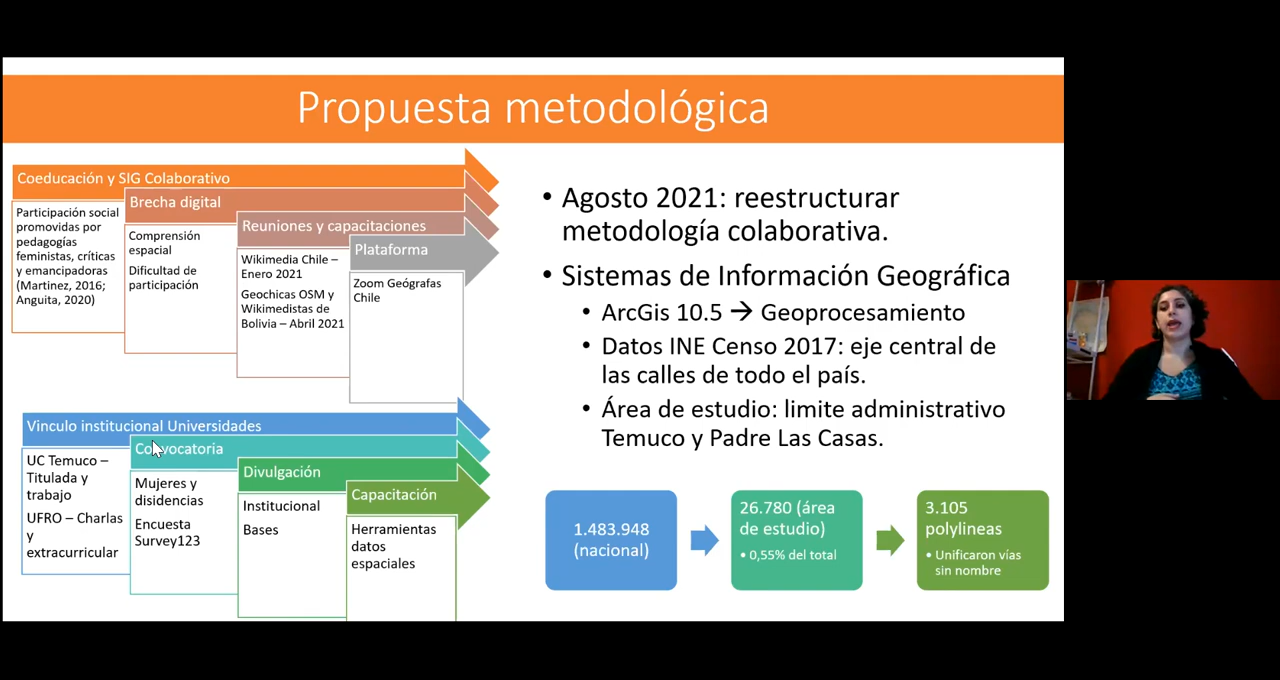 Propuesta metodológica
Coeducación y SIG Colaborativo
Participación social
promovidas por
pedagogías
feministas, críticas
y emancipadoras
(Martinez, 2016;
Anguita, 2020)
Brecha digital
Comprensión
espacial
Dificultad de
participación
Reuniones y capacitaciones
Wikimedia Chile –
Enero 2021
Geochicas OSM y
Wikimedistas de
Bolivia – Abril 2021
Plataforma
Zoom Geógrafas
Chile
Vinculo institucional Universidades
UC Temuco –
Titulada y
trabajo
UFRO – Charlas
y
extracurricular
Convocatoria
Mujeres y
disidencias
Encuesta
Survey123
Divulgación
Institucional
Bases
Capacitación
Herramientas
datos
espaciales
• Agosto 2021: reestructurar
metodología colaborativa.
• Sistemas de Información Geográfica
• ArcGis 10.5 → Geoprocesamiento
• Datos INE Censo 2017: eje central de
las calles de todo el país.
• Área de estudio: limite administrativo
Temuco y Padre Las Casas.
1.483.948
(nacional)
26.780 (área
de estudio)
• 0,55% del total
3.105
polylineas
• Unificaron vías
sin nombre